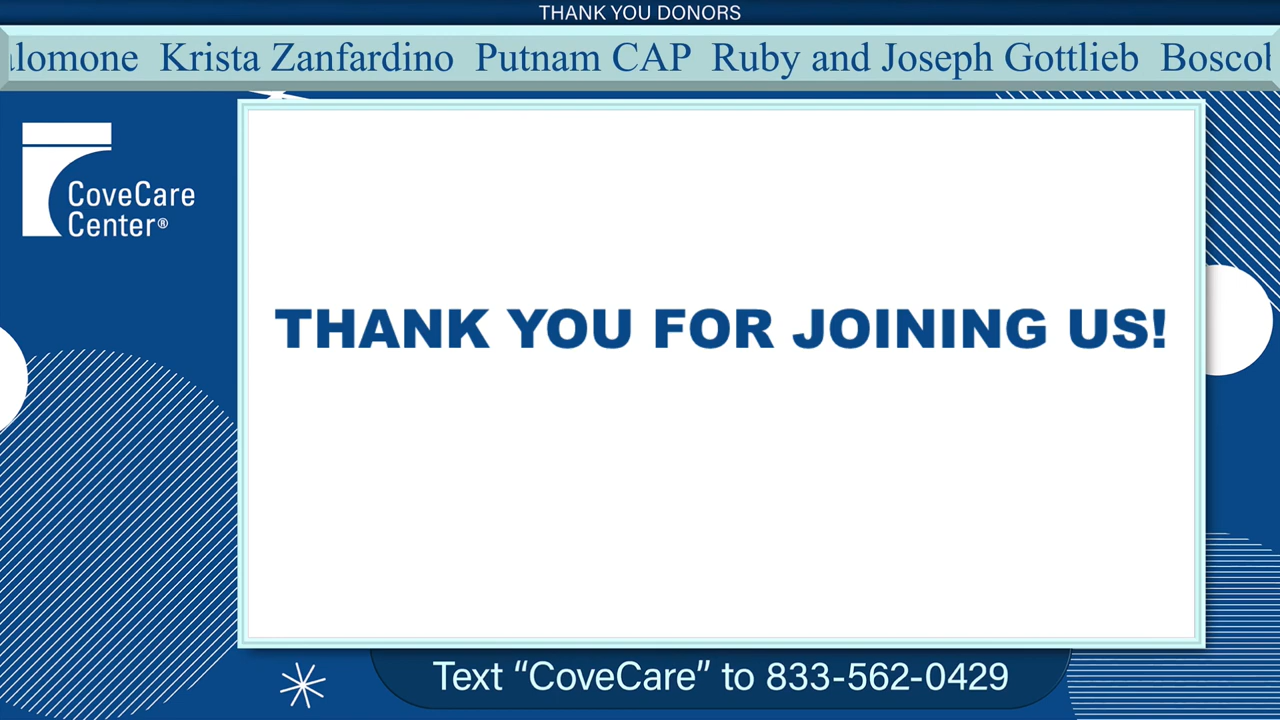 THANK YOU DONORS
Krista Zanfardino Putnam CAP Ruby and Joseph Gottlieb
CoveCare
Center®
THANK YOU FOR JOINING US!
Text “CoveCare” to 833-562-0429